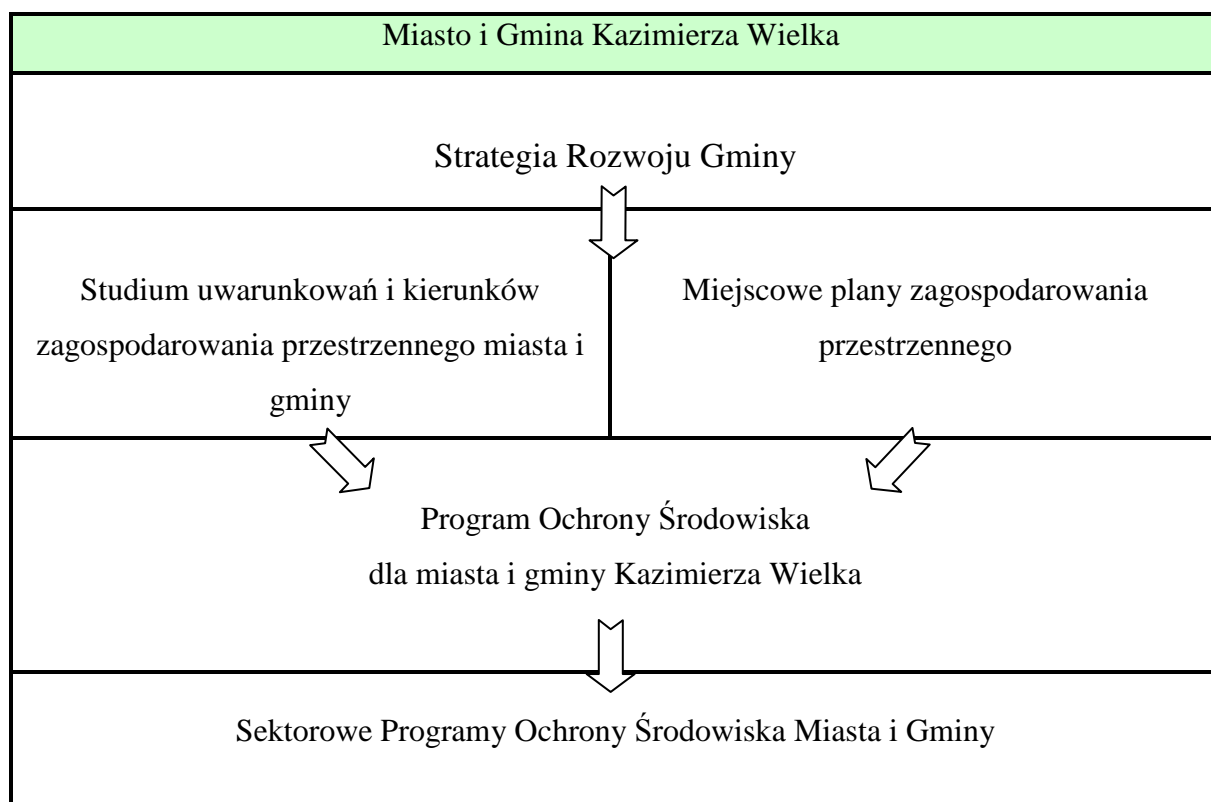 Miasto i Gmina Kazimierza Wielka
Strategia Rozwoju Gminy
Studium uwarunkowań i kierunków
zagospodarowania przestrzennego miasta i
gminy
Miejscowe plany zagospodarowania
przestrzennego
Program Ochrony Środowiska
dla miasta i gminy Kazimierza Wielka
Sektorowe Programy Ochrony Środowiska Miasta i Gminy